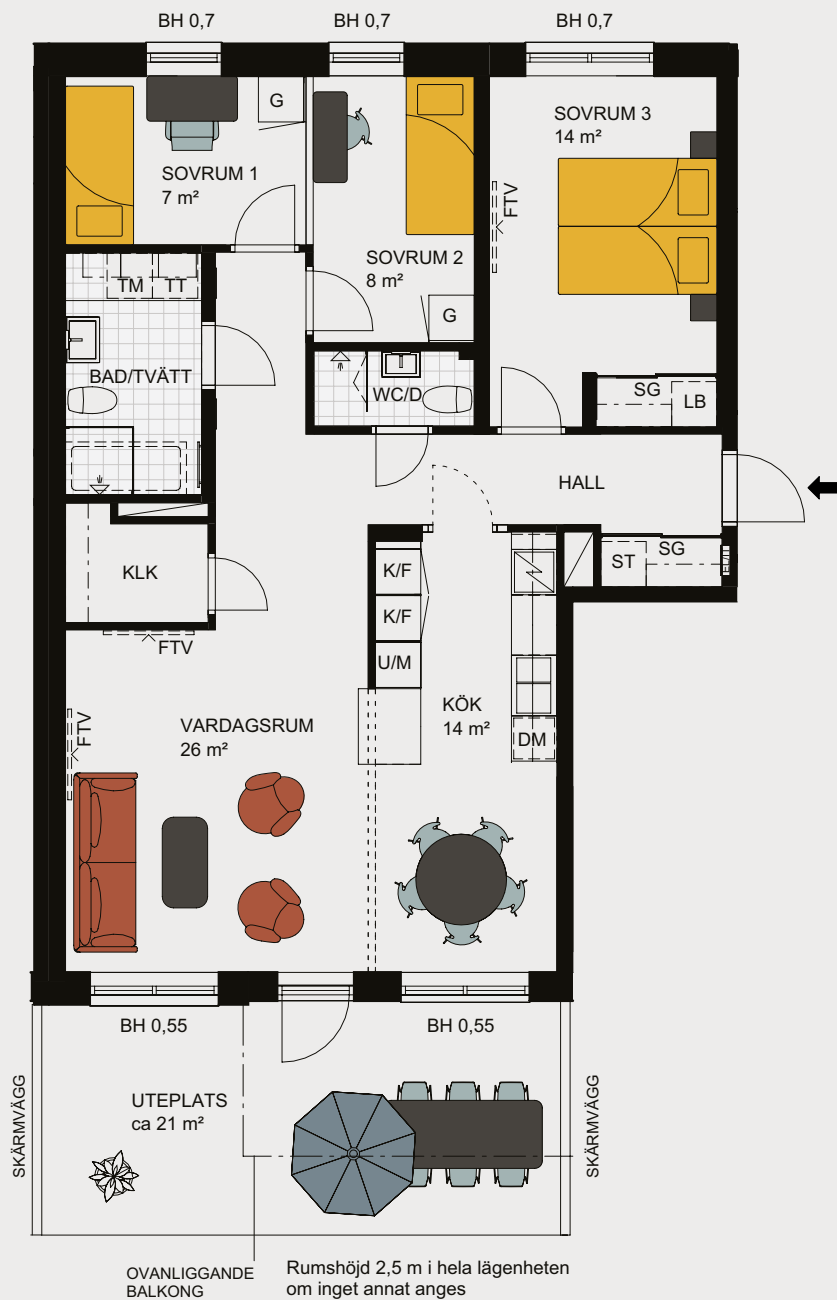 BH 0,7
BH 0,7
BH 0,7
G
SOVRUM 1
7 m²
SOVRUM 2
8 m²
G
SOVRUM 3
14 m²
FTV
TM
TT
BAD/TVÄTT
WC/D
SG
LB
HALL
KLK
K/F
K/F
U/M
ST
SG
FTV
FTV
VARDAGSRUM
26 m²
KÖK
14 m²
DM
BH 0,55
BH 0,55
SKÄRMVÄGG
UTEPLATS
ca 21 m²
SKÄRMVÄGG
OVANLIGGANDE
BALKONG
Rumshöjd 2,5 m i hela lägenheten
om inget annat anges